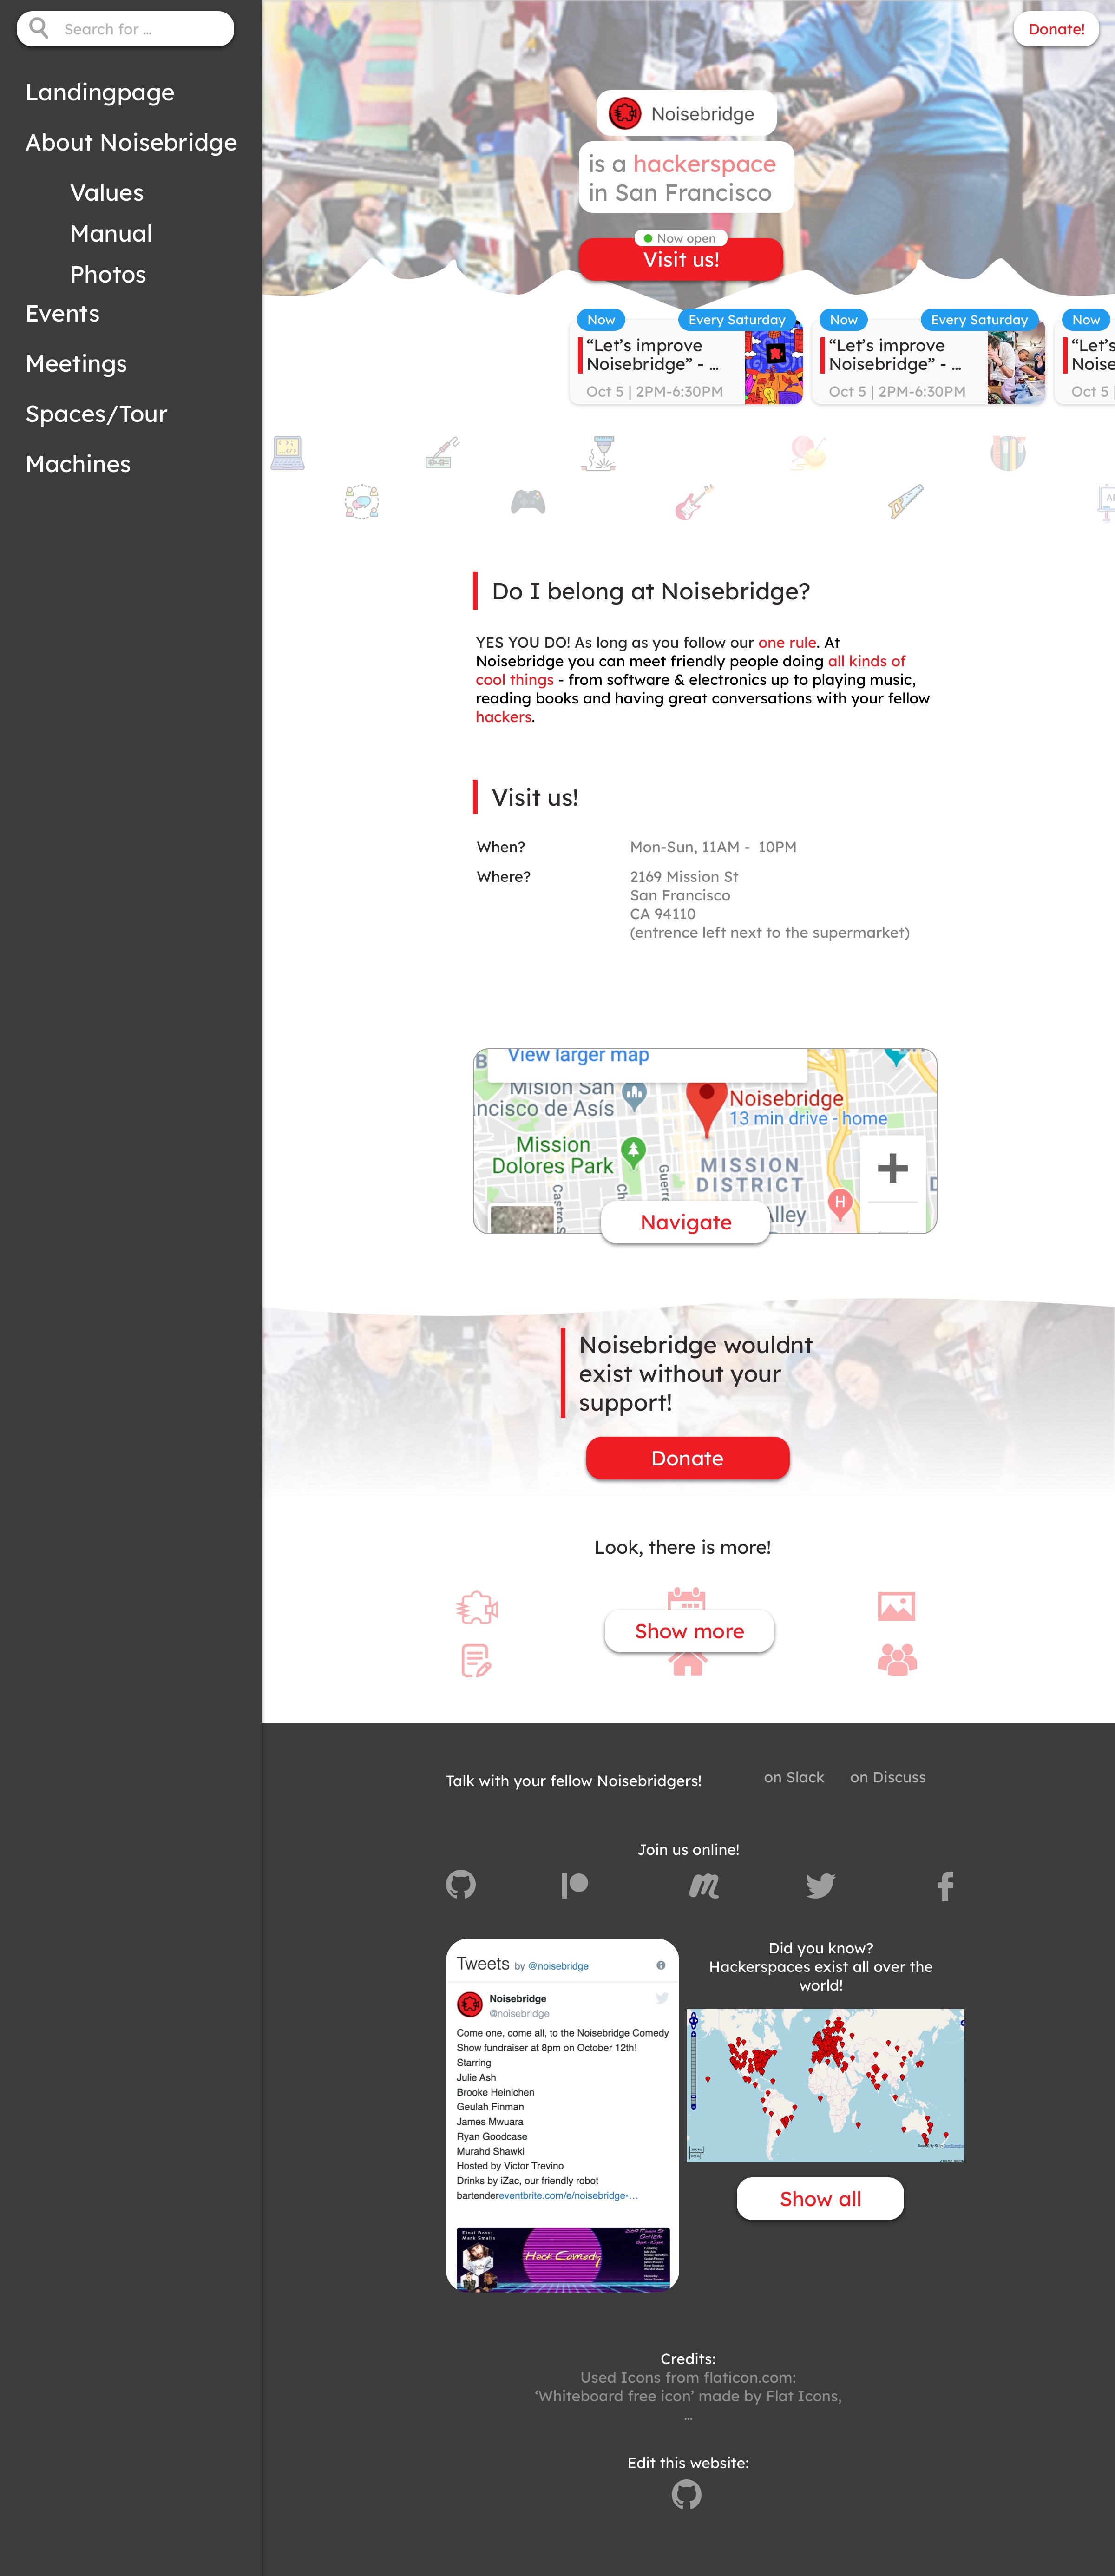 Search for ...
Landingpage
About Noisebridge
Values
Manual
Photos
Events
Meetings
Spaces/Tour
Machines
Donate!
Noisebridge
is a hackerspace
in San Francisco
Now open
Visit us!
Now
Every Saturday
“Let’s improve
Noisebridge” - ...
Oct 5 | 2PM-6:30PM
Now
Every Saturday
“Let’s improve
Noisebridge” - ...
Oct 5 | 2PM-6:30PM
Now
“Let’s
Noise
Oct 5 |
Do I belong at Noisebridge?
YES YOU DO! As long as you follow our one rule. At
Noisebridge you can meet friendly people doing all kinds of
cool things - from software & electronics up to playing music,
reading books and having great conversations with your fellow
hackers.
Visit us!
When?
Mon-Sun, 11AM - 10PM
Where?
2169 Mission St
San Francisco
CA 94110
(entrence left next to the supermarket)
View larger map
B
Misión San
ncisco de Asís
Noisebridge
13 min drive - home
Mission
Dolores Park
MISSION
DISTRICT
Castro S
Ch
Guerre
H
Alley
D
Navigate
Noisebridge wouldnt
exist without your
support!
Donate
Look, there is more!
Show more
Talk with your fellow Noisebridgers!
on Slack
on Discuss
Join us online!
Tweets by @noisebridge
Noisebridge
@noisebridge
Come one, come all, to the Noisebridge Comedy
Show fundraiser at 8pm on October 12th!
Starring
Julie Ash
Brooke Heinichen
Geulah Finman
James Mwuara
Ryan Goodcase
Murahd Shawki
Hosted by Victor Trevino
Drinks by iZac, our friendly robot
bartendereventbrite.com/e/noisebridge-…
Final Boss:
Mark Smalls
Hack Comedy
Did you know?
Hackerspaces exist all over the
world!
Show all
Credits:
Used Icons from flaticon.com:
‘Whiteboard free icon’ made by Flat Icons,
...
Edit this website: